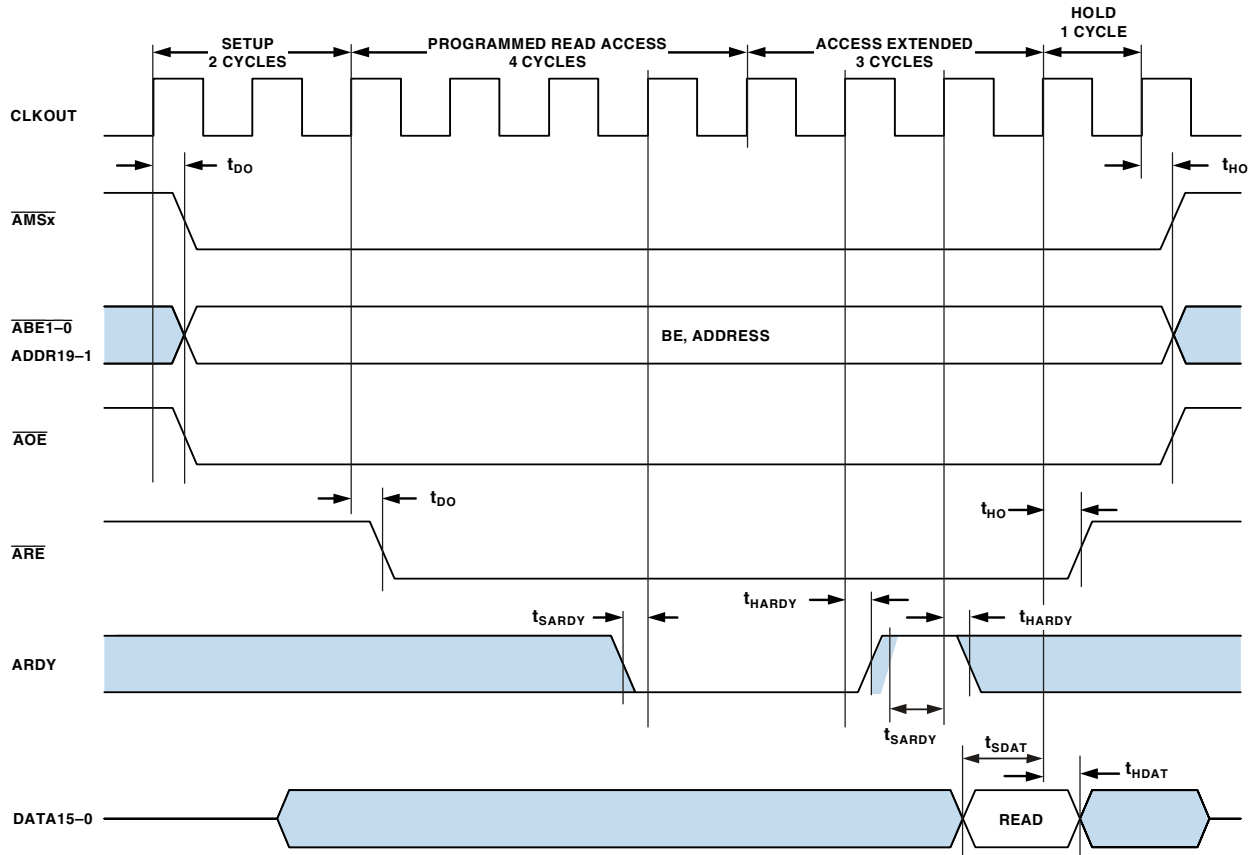 HOLD
1 CYCLE
SETUP
2 CYCLES
PROGRAMMED READ ACCESS
4 CYCLES
ACCESS EXTENDED
3 CYCLES
CLKOUT
tDO
tHO
AMSx
ABE1–0
ADDR19–1
BE, ADDRESS
AOE
tDO
tHO
ARE
tSARDY
tHARDY
tHARDY
ARDY
tSARDY
tSDAT
tHDAT
DATA15–0
READ